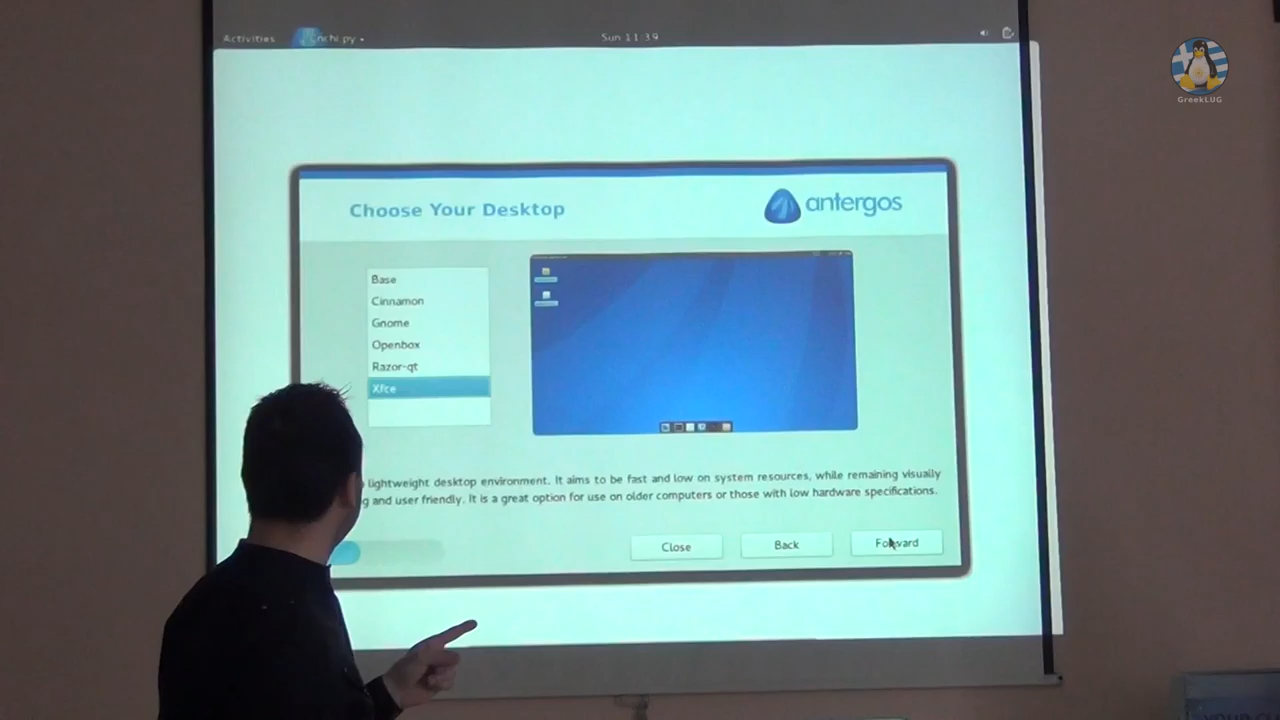 Activities
Cnchi.py
Sun 11:39
GreekLUG
Choose Your Desktop
antergos
Base
Cinnamon
Gnome
Openbox
Razor-qt
Xfce
lightweight desktop environment. It aims to be fast and low on system resources, while remaining visually
and user friendly. It is a great option for use on older computers or those with low hardware specifications.
Close
Back
Forward